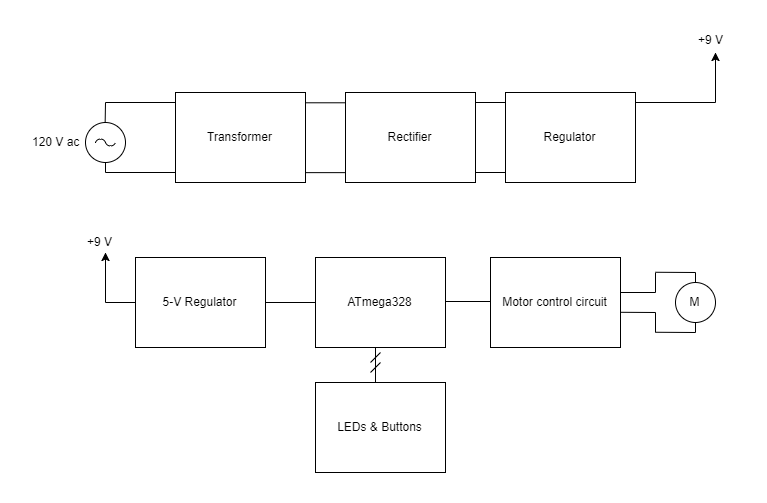 +9 V
120 V ac
Transformer
Rectifier
Regulator
+9 V
5-V Regulator
ATmega328
Motor control circuit
M
LEDs & Buttons